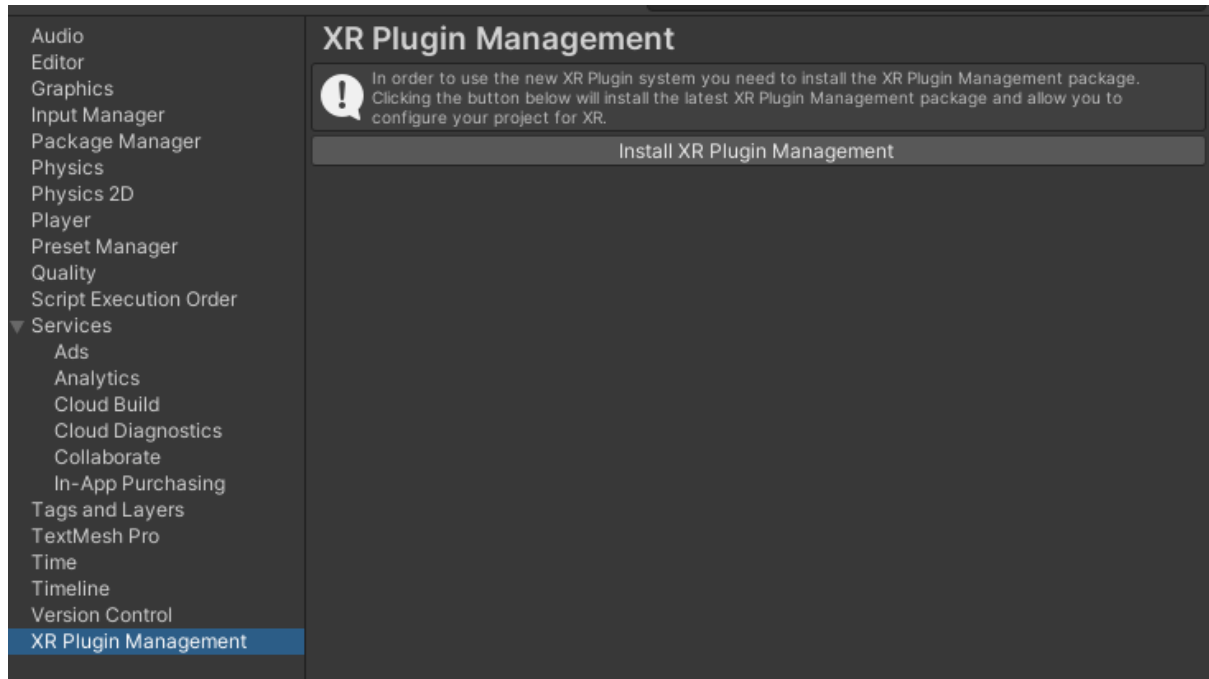 Audio
Editor
Graphics
Input Manager
Package Manager
Physics
Physics 2D
Player
Preset Manager
Quality
Script Execution Order
Services
Ads
Analytics
Cloud Build
Cloud Diagnostics
Collaborate
In-App Purchasing
Tags and Layers
TextMesh Pro
Time
Timeline
Version Control
XR Plugin Management
XR Plugin Management
In order to use the new XR Plugin system you need to install the XR Plugin Management package.
Clicking the button below will install the latest XR Plugin Management package and allow you to
configure your project for XR.
Install XR Plugin Management